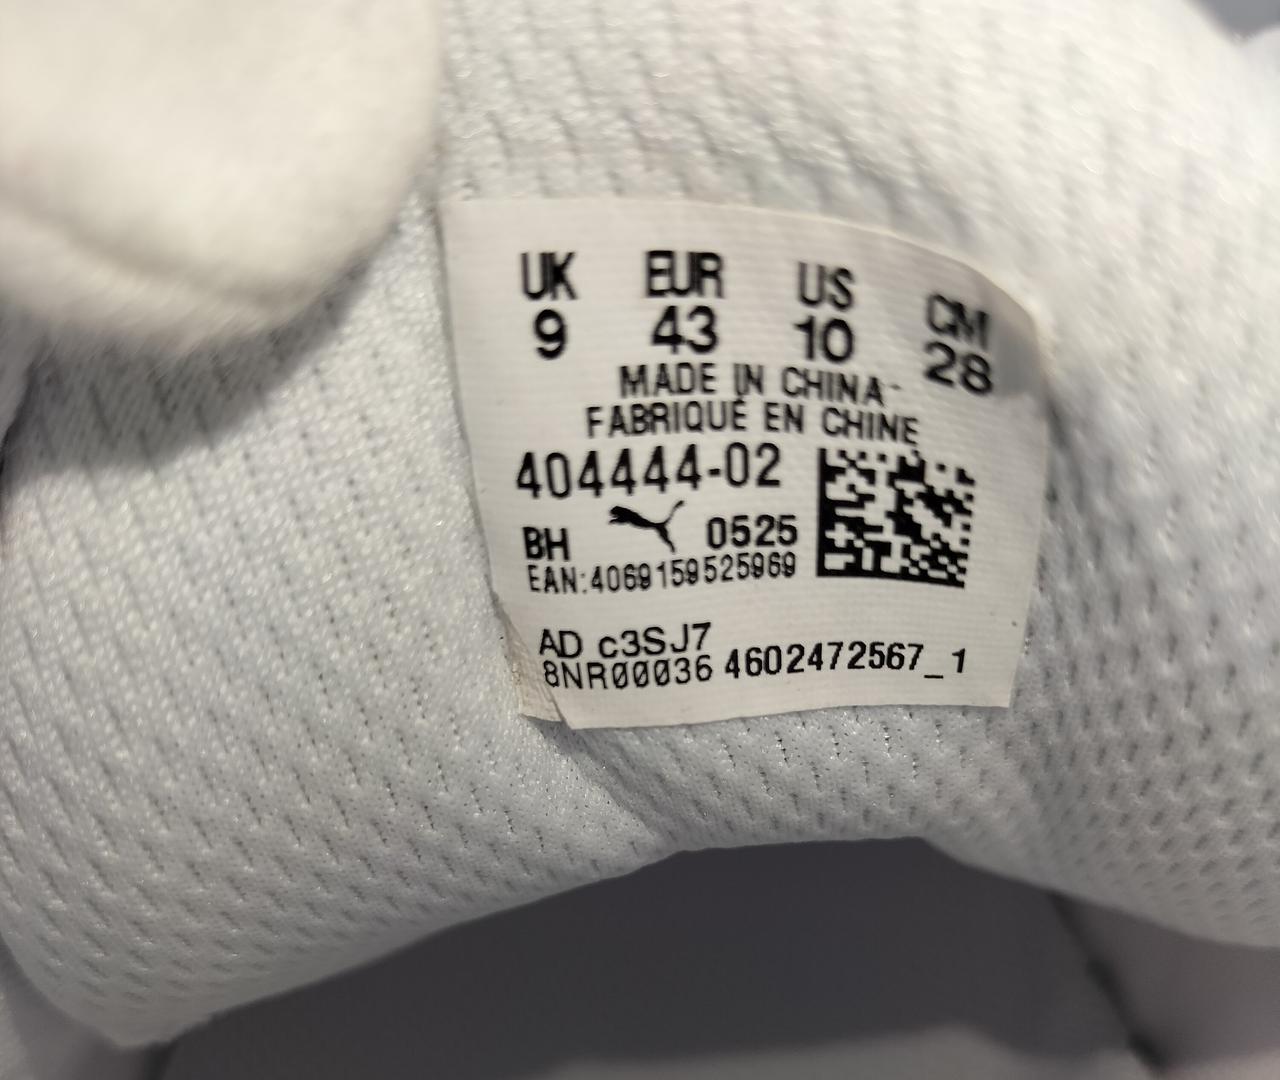 UK EUR US CM
9 43 10 28
MADE IN CHINA
FABRIQUÉ EN CHINE
404444-02
BH 0525
EAN:4069159525969
AD c3SJ7
8NR00036 4602472567_1